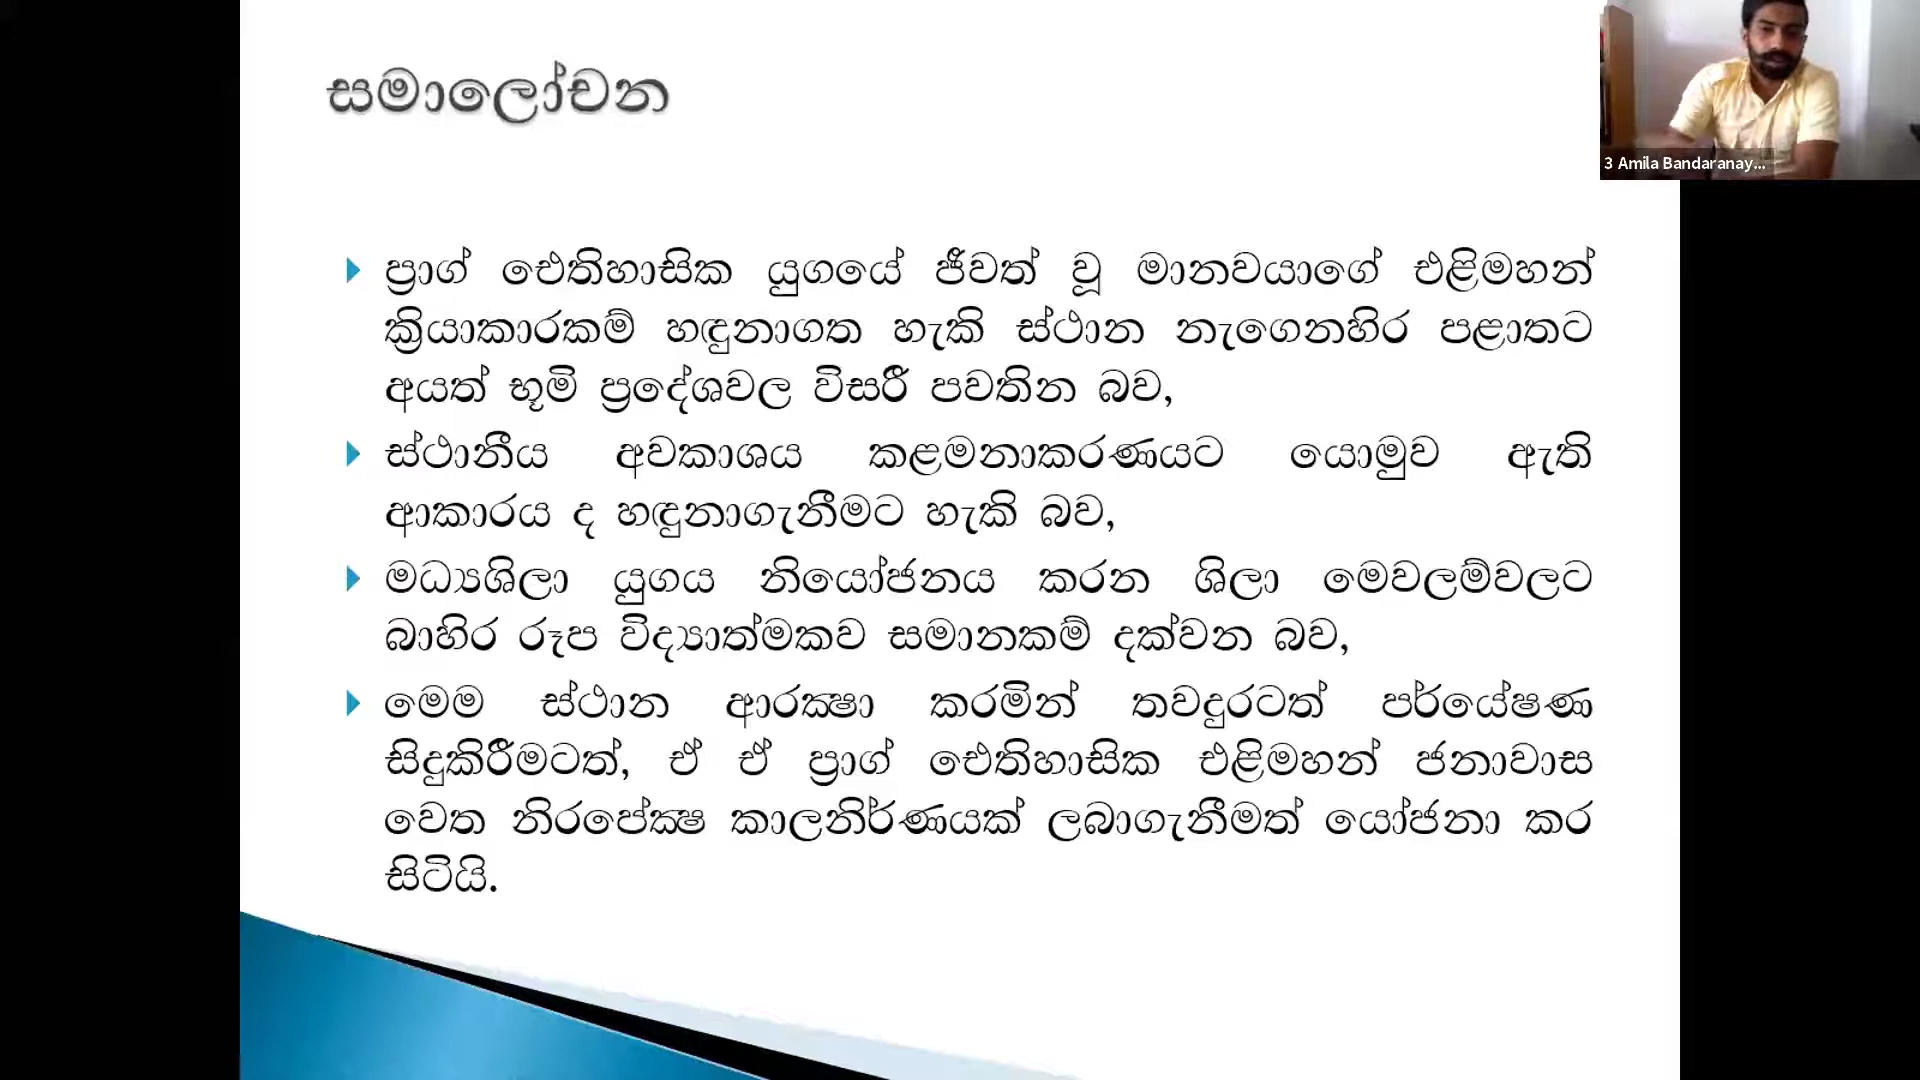 සමාලෝචන
3 Amila Bandaranay...
ප්‍රාග් ඓතිහාසික යුගයේ ජීවත් වූ මානවයාගේ එළිමහන්
ක්‍රියාකාරකම් හඳුනාගත හැකි ස්ථාන නැගෙනහිර පළාතට
අයත් භූමි ප්‍රදේශවල විසරී පවතින බව,
ස්ථානීය අවකාශය කළමනාකරණයට යොමුව ඇති
ආකාරය ද හඳුනාගැනීමට හැකි බව,
මධ්‍යශිලා යුගය නියෝජනය කරන ශිලා මෙවලම්වලට
බාහිර රූප විද්‍යාත්මකව සමානකම් දක්වන බව,
මෙම ස්ථාන ආරක්‍ෂා කරමින් තවදුරටත් පර්යේෂණ
සිදුකිරීමටත්, ඒ ඒ ප්‍රාග් ඓතිහාසික එළිමහන් ජනාවාස
වෙත නිරපේක්‍ෂ කාලනිර්ණයක් ලබාගැනීමත් යෝජනා කර
සිටියි.